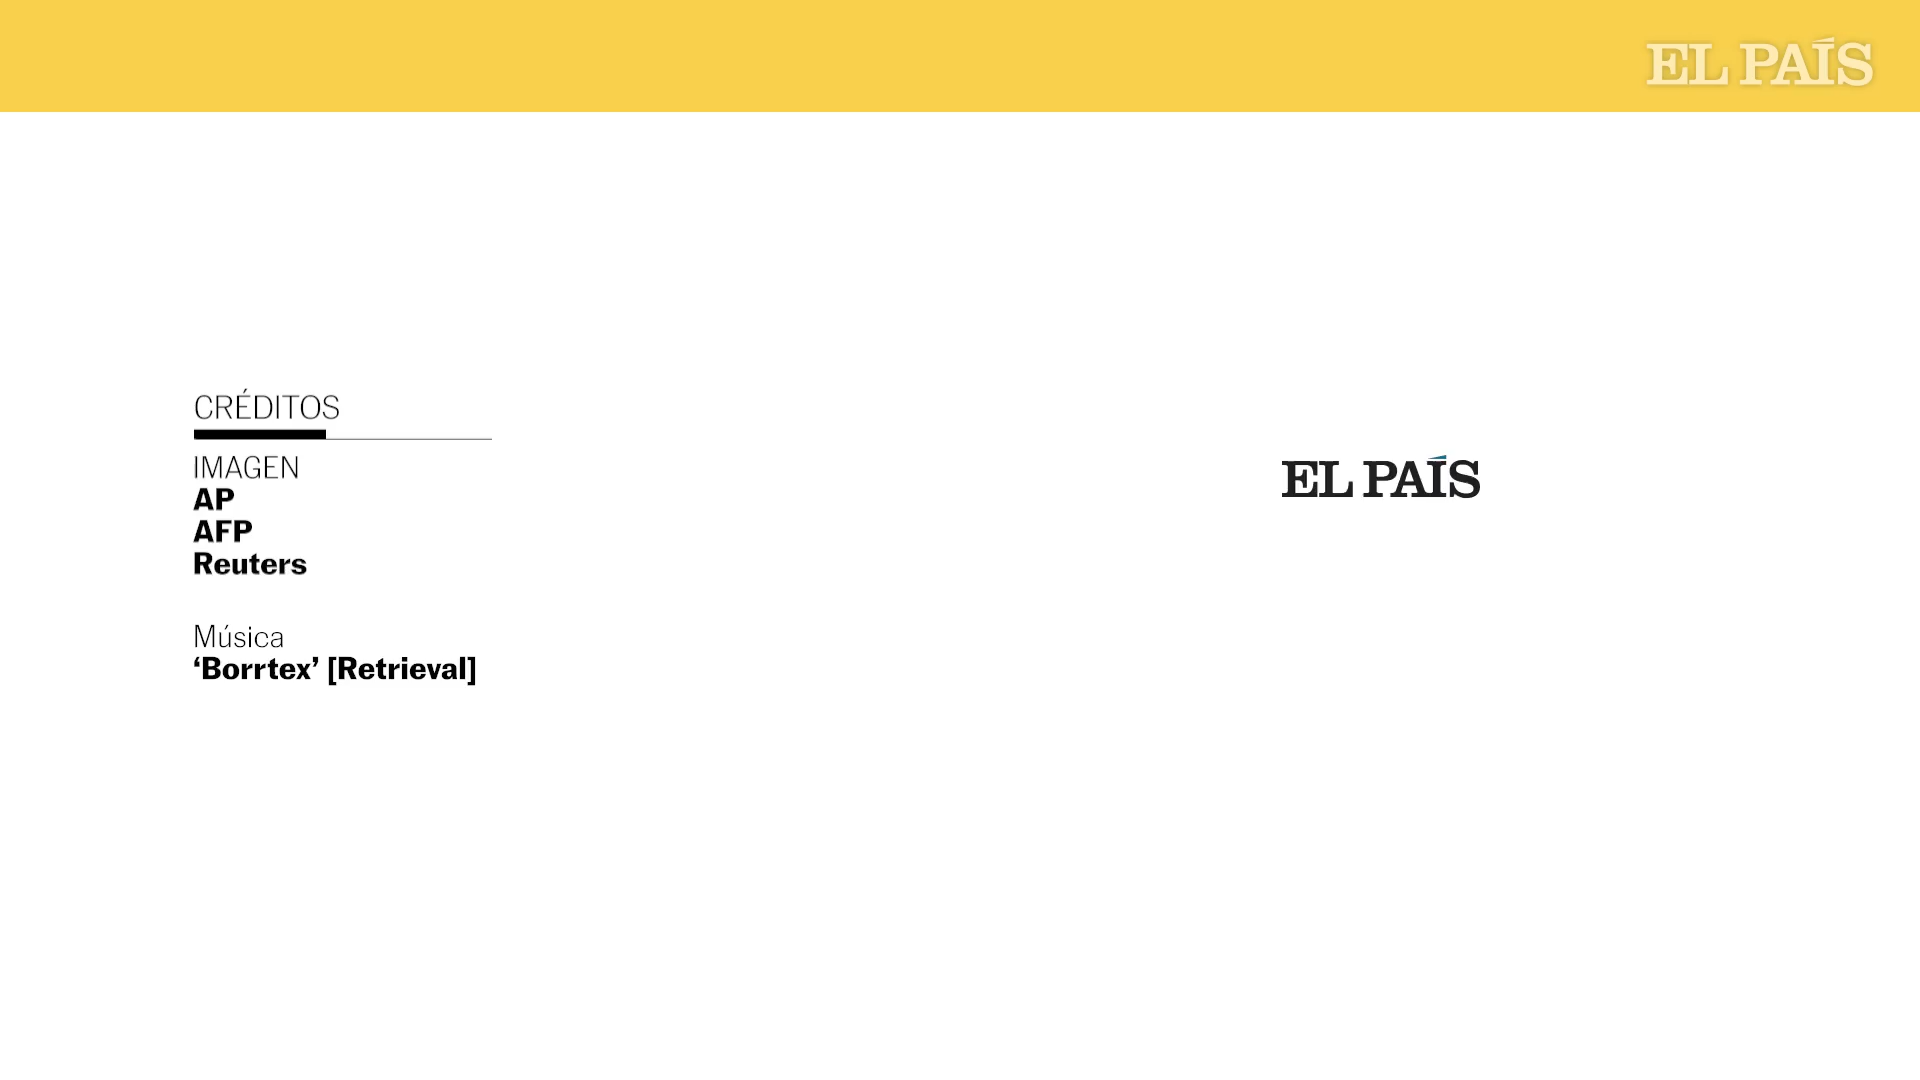 EL PAÍS
CRÉDITOS
IMAGEN
AP
AFP
Reuters
Música
‘Borrtex’ [Retrieval]
EL PAÍS